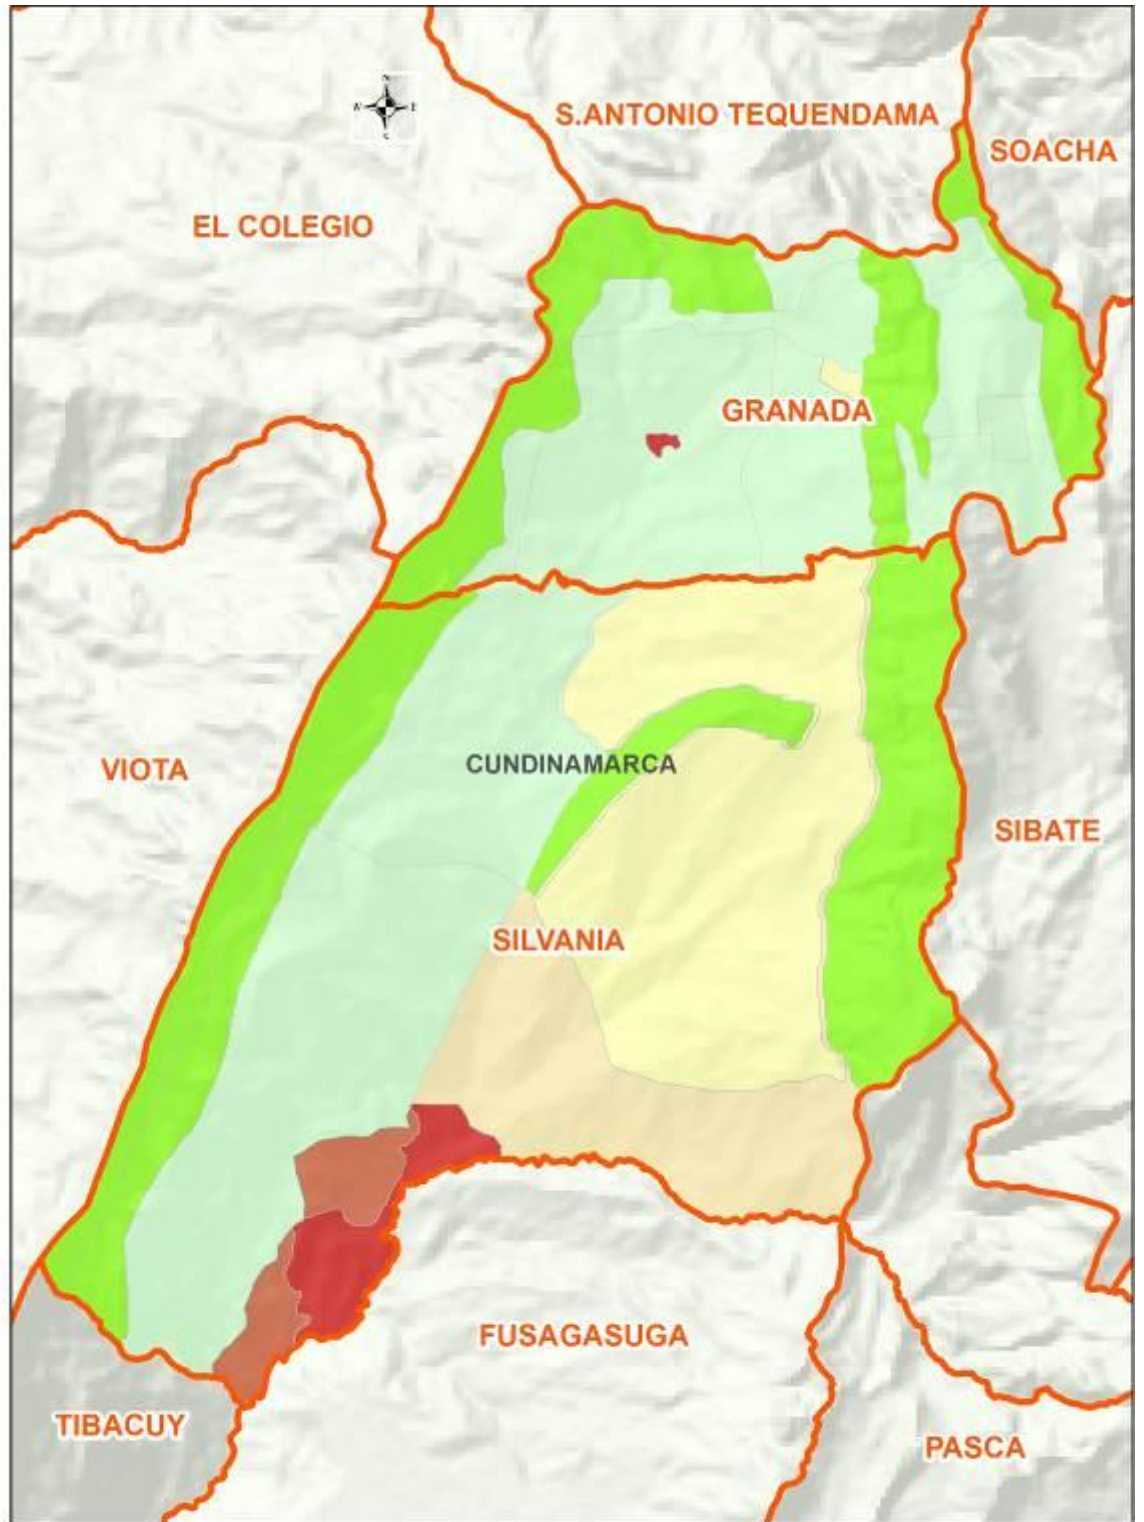 S.ANTONIO TEQUENDAMA
SOACHA
EL COLEGIO
GRANADA
CUNDINAMARCA
VIOTA
SIBATE
SILVANIA
FUSAGASUGA
TIBACUY
PASCA